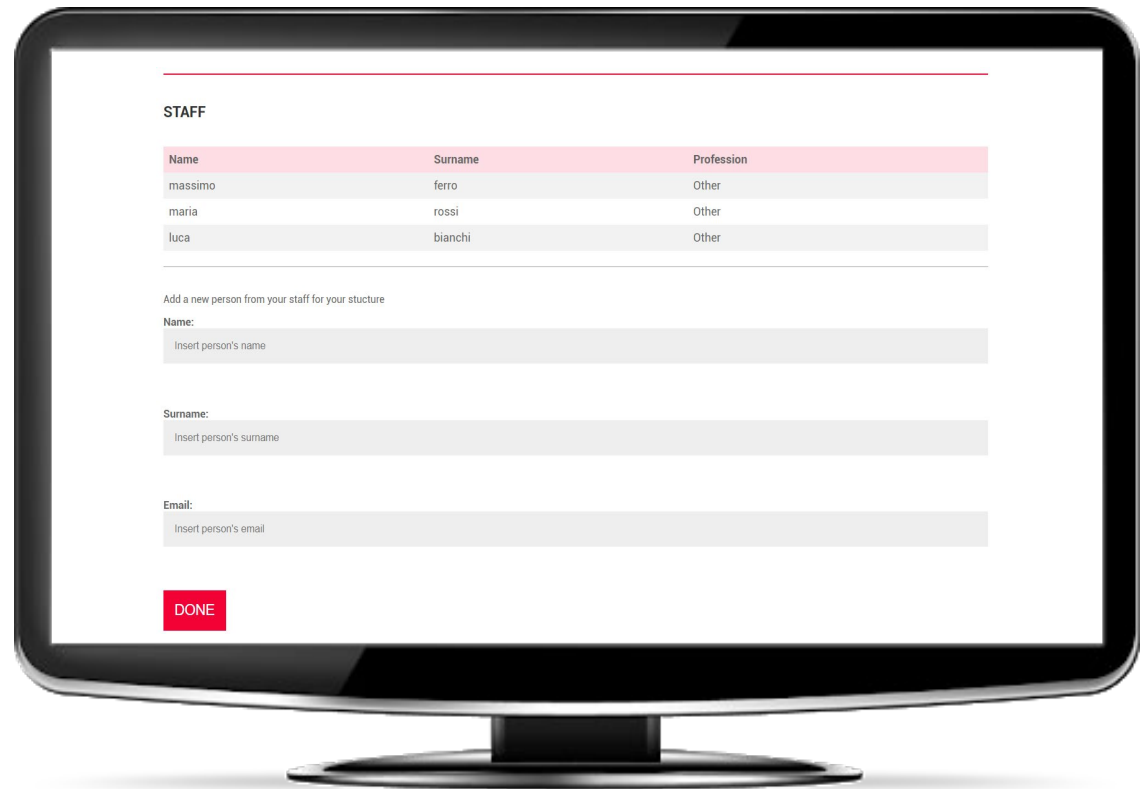 STAFF
Name Surname Profession
massimo ferro Other
maria rossi Other
luca bianchi Other
Add a new person from your staff for your stucture
Name:
Insert person's name
Surname:
Insert person's surname
Email:
Insert person's email
DONE